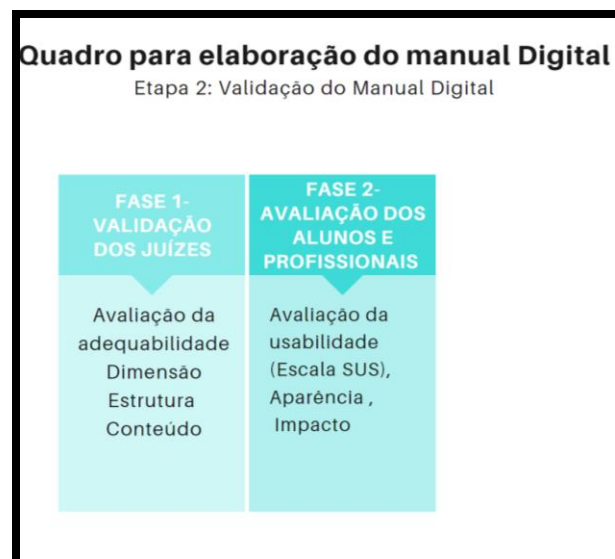 Quadro para elaboração do manual Digital
Etapa 2: Validação do Manual Digital
FASE 1-
VALIDAÇÃO
DOS JUÍZES
Avaliação da
adequabilidade
Dimensão
Estrutura
Conteúdo
FASE 2-
AVALIAÇÃO DOS
ALUNOS E
PROFISSIONAIS
Avaliação da
usabilidade
(Escala SUS),
Aparência ,
Impacto